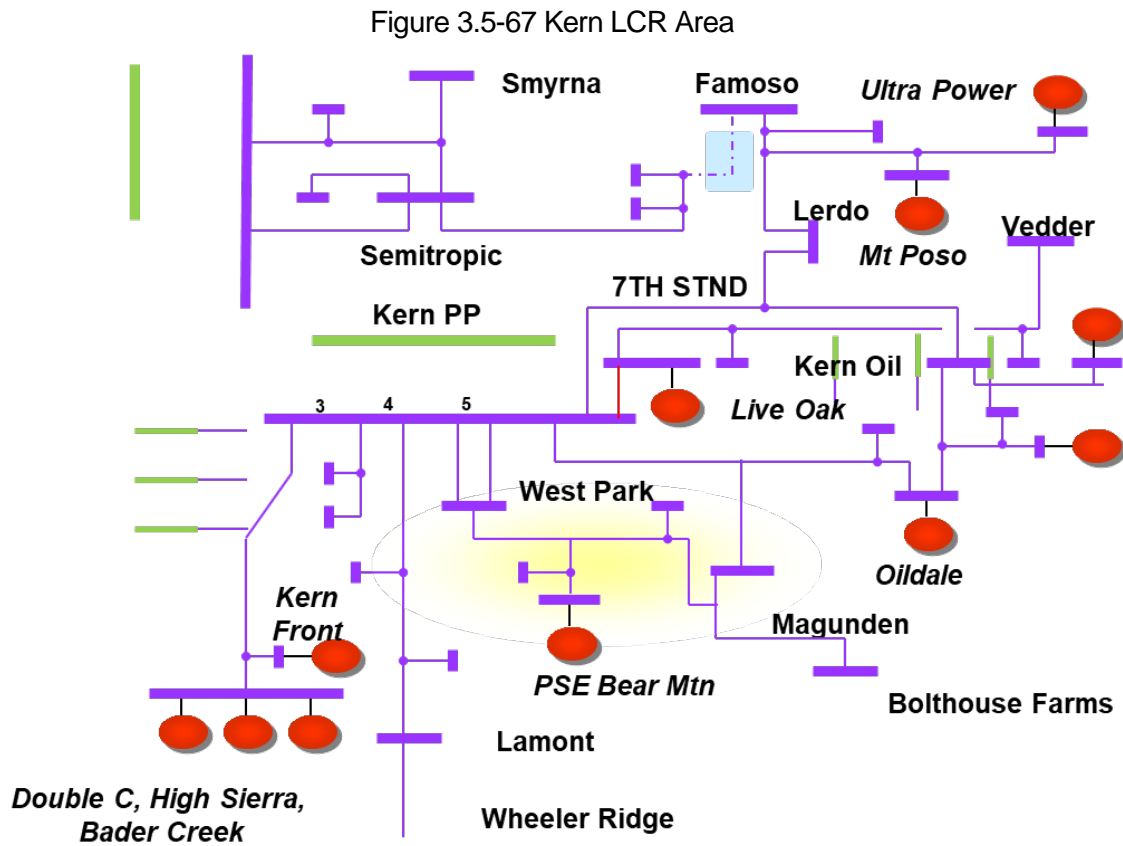 Figure 3.5-67 Kern LCR Area
Smyrna
Famoso
Ultra Power
Lerdo
Vedder
Semitropic
Mt Poso
7TH STND
Kern PP
Kern Oil
3 4 5
Live Oak
West Park
Oildale
Kern
Front
Magunden
PSE Bear Mtn
Bolthouse Farms
Lamont
Double C, High Sierra,
Bader Creek
Wheeler Ridge